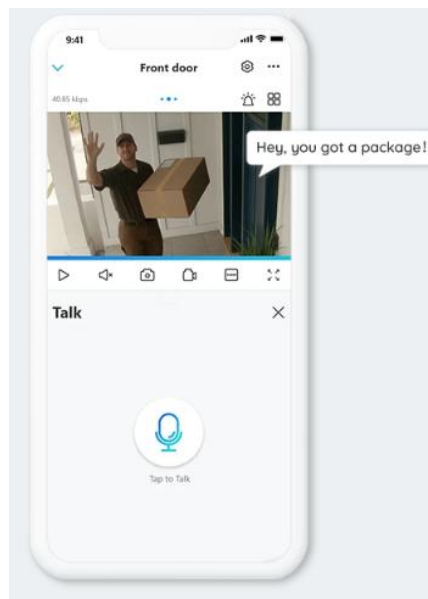 9:41
Front door
40.85 kbps
Hey, you got a package!
Talk
Tap to Talk